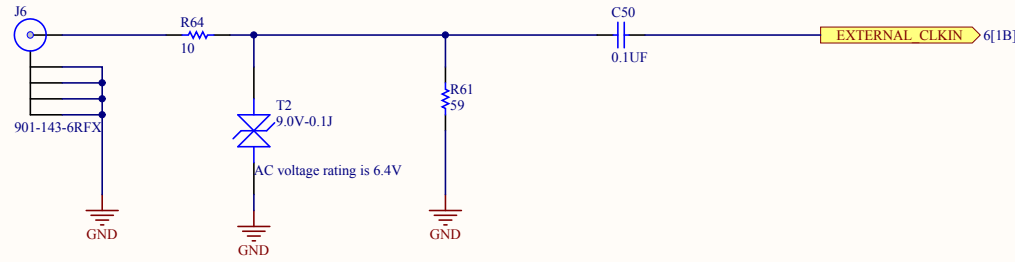 J6
R64
10
C50
0.1UF
EXTERNAL_CLKIN 6[1B]
R61
59
T2
9.0V-0.1J
901-143-6RFX
AC voltage rating is 6.4V
GND
GND
GND